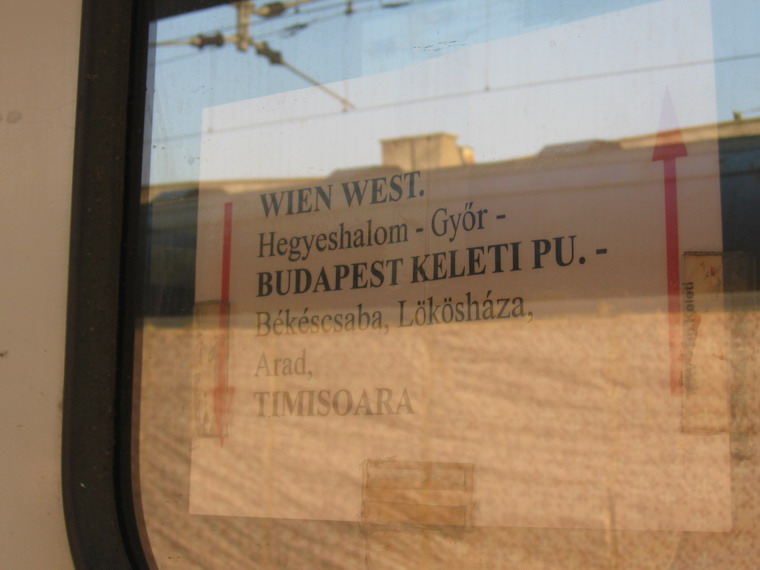 WIEN WEST.
Hegyeshalom - Győr -
BUDAPEST KELETI PU. -
Békéscsaba, Lökösháza,
Arad,
TIMISOARA